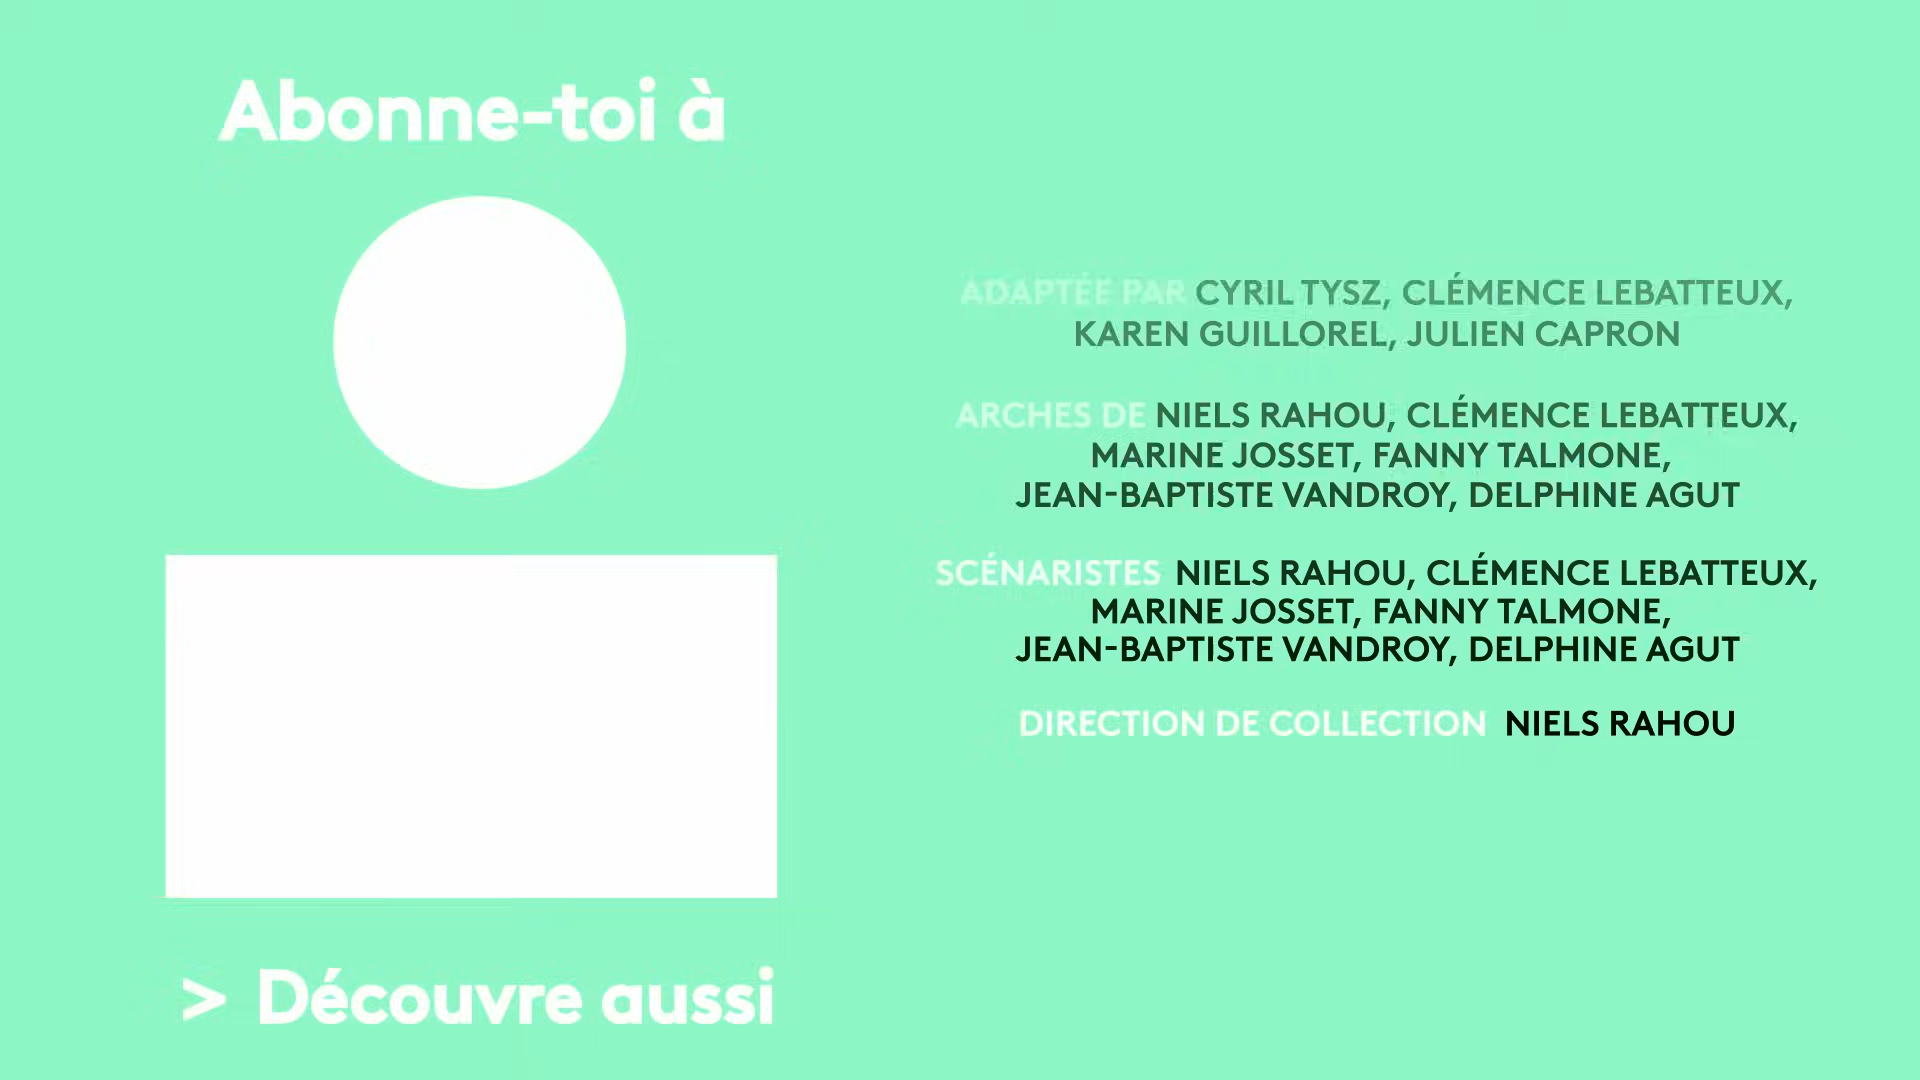 Abonne-toi à
> Découvre aussi
ADAPTÉE PAR CYRIL TYSZ, CLÉMENCE LEBATTEUX,
KAREN GUILLOREL, JULIEN CAPRON
ARCHES DE NIELS RAHOU, CLÉMENCE LEBATTEUX,
MARINE JOSSET, FANNY TALMONE,
JEAN-BAPTISTE VANDROY, DELPHINE AGUT
SCÉNARISTES NIELS RAHOU, CLÉMENCE LEBATTEUX,
MARINE JOSSET, FANNY TALMONE,
JEAN-BAPTISTE VANDROY, DELPHINE AGUT
DIRECTION DE COLLECTION NIELS RAHOU